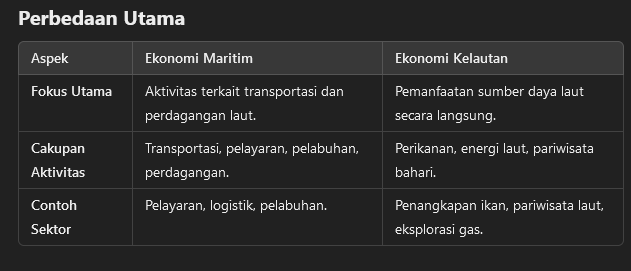 Perbedaan Utama
Aspek Ekonomi Maritim Ekonomi Kelautan
Fokus Utama Aktivitas terkait transportasi dan perdagangan laut. Pemanfaatan sumber daya laut secara langsung.
Cakupan Aktivitas Transportasi, pelayaran, pelabuhan, perdagangan. Perikanan, energi laut, pariwisata bahari.
Contoh Sektor Pelayaran, logistik, pelabuhan. Penangkapan ikan, pariwisata laut, eksplorasi gas.